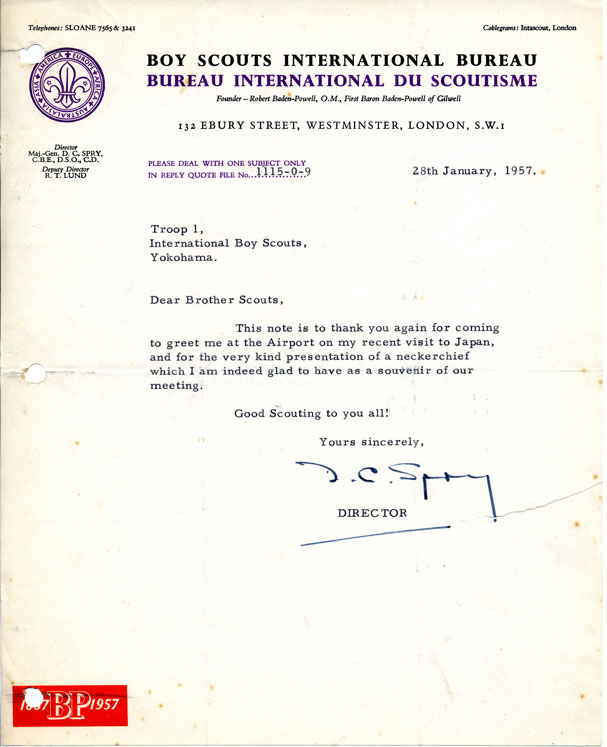 Telephones: SLOANE 7565 & 3241
Cablegrams: Intascout, London
ASIA AMERICA EUROPE AFRICA AUSTRALASIA
BOY SCOUTS INTERNATIONAL BUREAU
BUREAU INTERNATIONAL DU SCOUTISME
Founder – Robert Baden-Powell, O.M., First Baron Baden-Powell of Gilwell
132 EBURY STREET, WESTMINSTER, LONDON, S.W.1
Director
Maj.-Gen. D. C. SPRY,
C.B.E., D.S.O., C.D.
Deputy Director
R. T. LUND
PLEASE DEAL WITH ONE SUBJECT ONLY
IN REPLY QUOTE FILE No. 1115-0-9
28th January, 1957.
Troop 1,
International Boy Scouts,
Yokohama.
Dear Brother Scouts,
This note is to thank you again for coming
to greet me at the Airport on my recent visit to Japan,
and for the very kind presentation of a neckerchief
which I am indeed glad to have as a souvenir of our
meeting.
Good Scouting to you all!
Yours sincerely,
D. C. Spry
DIRECTOR
BP 1957